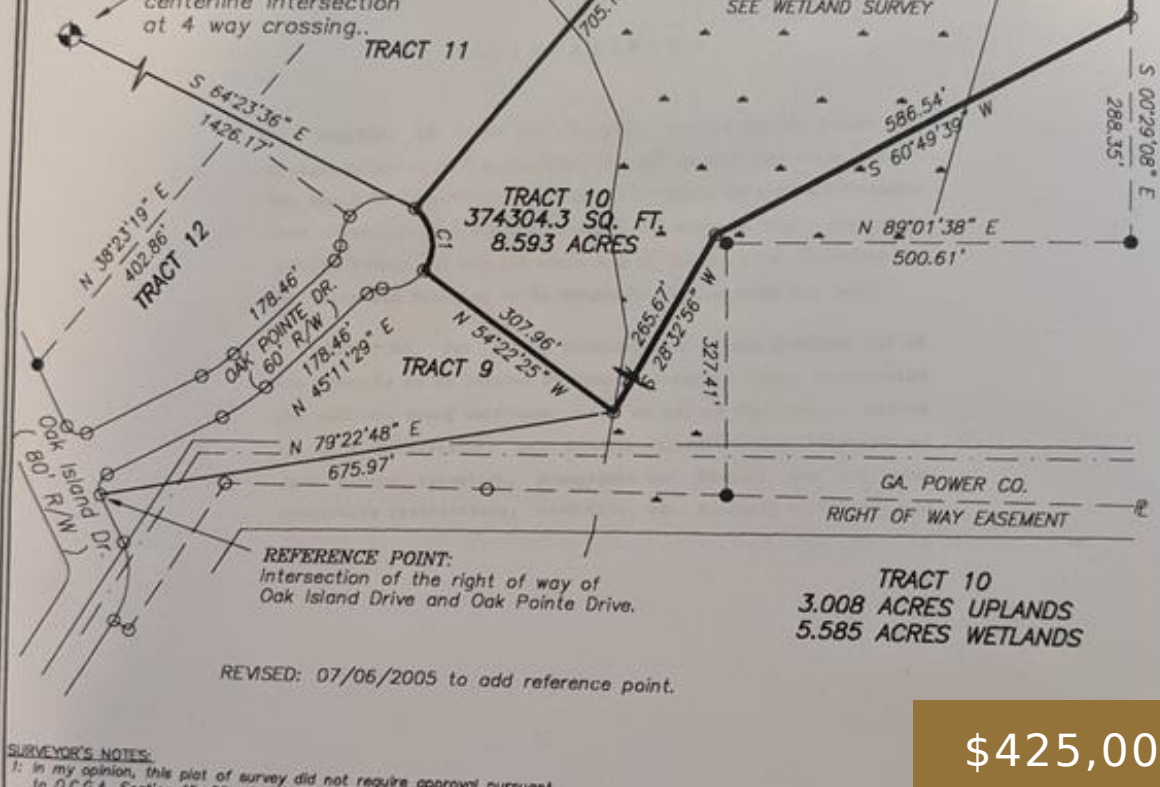 centerline intersection
at 4 way crossing..
TRACT 11
705.
SEE WETLAND SURVEY
S 64°23'36" E
1426.17'
586.54'
S 60°49'39" W
S 00°29'08" E
288.35'
TRACT 10
374304.3 SQ. FT.
8.593 ACRES
C1
N 38°23'19" E
402.86'
TRACT 12
N 89°01'38" E
500.61'
178.46'
OAK POINTE DR.
( 60' R/W )
178.46'
N 45°11'29" E
307.96'
N 54°22'25" W
TRACT 9
265.67'
S 28°32'56" W
327.41'
N 79°22'48" E
675.97'
Oak Island Dr.
( 80' R/W )
GA. POWER CO.
RIGHT OF WAY EASEMENT
REFERENCE POINT:
Intersection of the right of way of
Oak Island Drive and Oak Pointe Drive.
TRACT 10
3.008 ACRES UPLANDS
5.585 ACRES WETLANDS
REVISED: 07/06/2005 to add reference point.
SURVEYOR'S NOTES:
1: In my opinion, this plat of survey did not require approval pursuant
to O.C.G.A. Section
$425,00